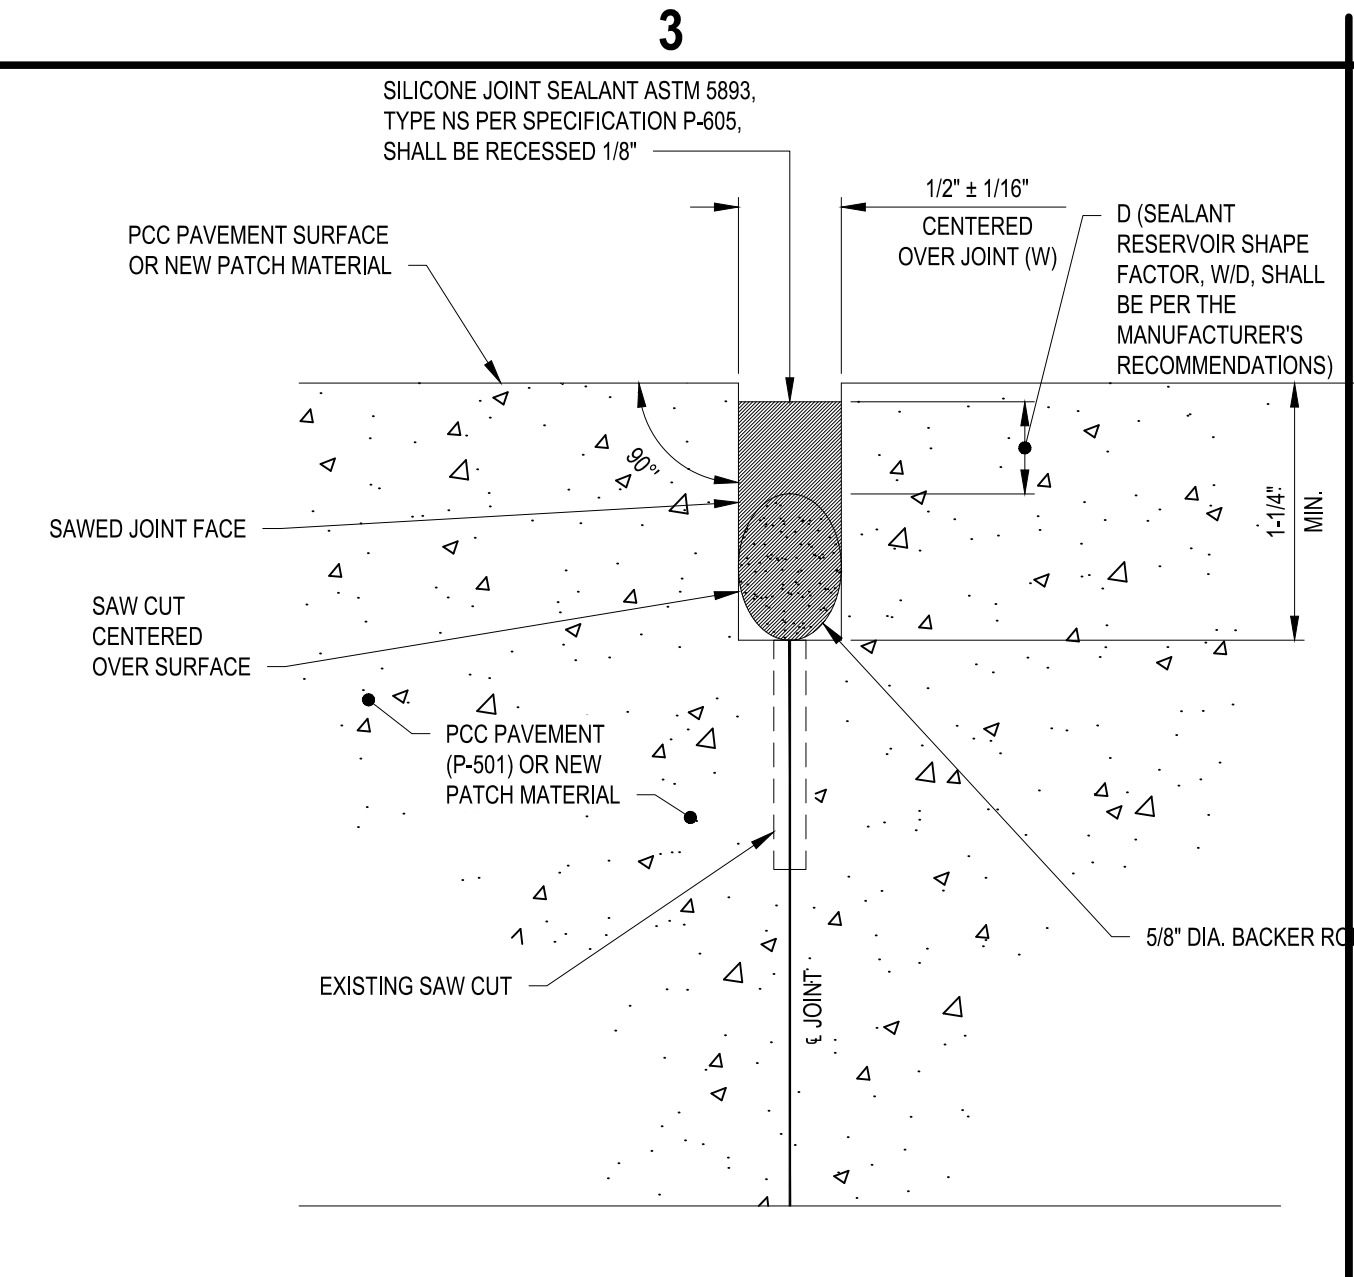 3
SILICONE JOINT SEALANT ASTM 5893,
TYPE NS PER SPECIFICATION P-605,
SHALL BE RECESSED 1/8"
1/2" ± 1/16"
CENTERED
OVER JOINT (W)
D (SEALANT
RESERVOIR SHAPE
FACTOR, W/D, SHALL
BE PER THE
MANUFACTURER'S
RECOMMENDATIONS)
PCC PAVEMENT SURFACE
OR NEW PATCH MATERIAL
90°
1-1/4"
MIN.
SAWED JOINT FACE
SAW CUT
CENTERED
OVER SURFACE
PCC PAVEMENT
(P-501) OR NEW
PATCH MATERIAL
5/8" DIA. BACKER
EXISTING SAW CUT
℄ JOINT